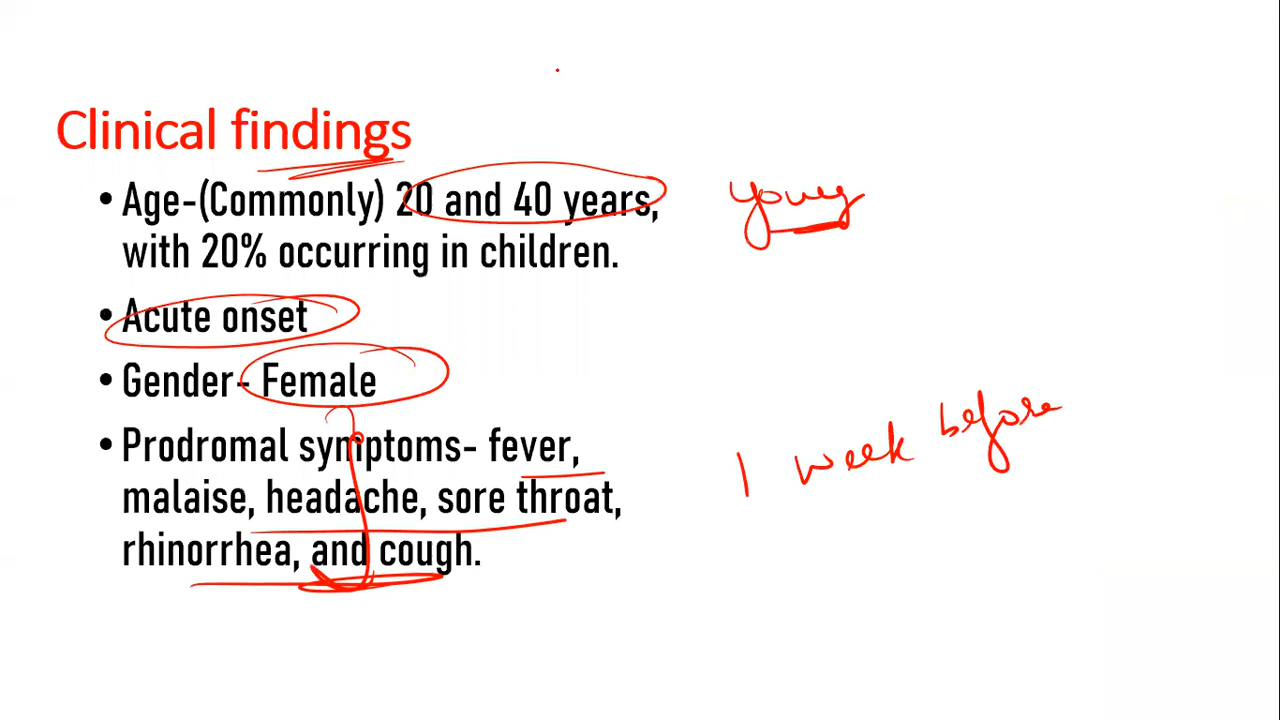 Clinical findings
• Age-(Commonly) 20 and 40 years,
with 20% occurring in children.
young
• Acute onset
• Gender- Female
• Prodromal symptoms- fever,
malaise, headache, sore throat,
rhinorrhea, and cough.
1 week before